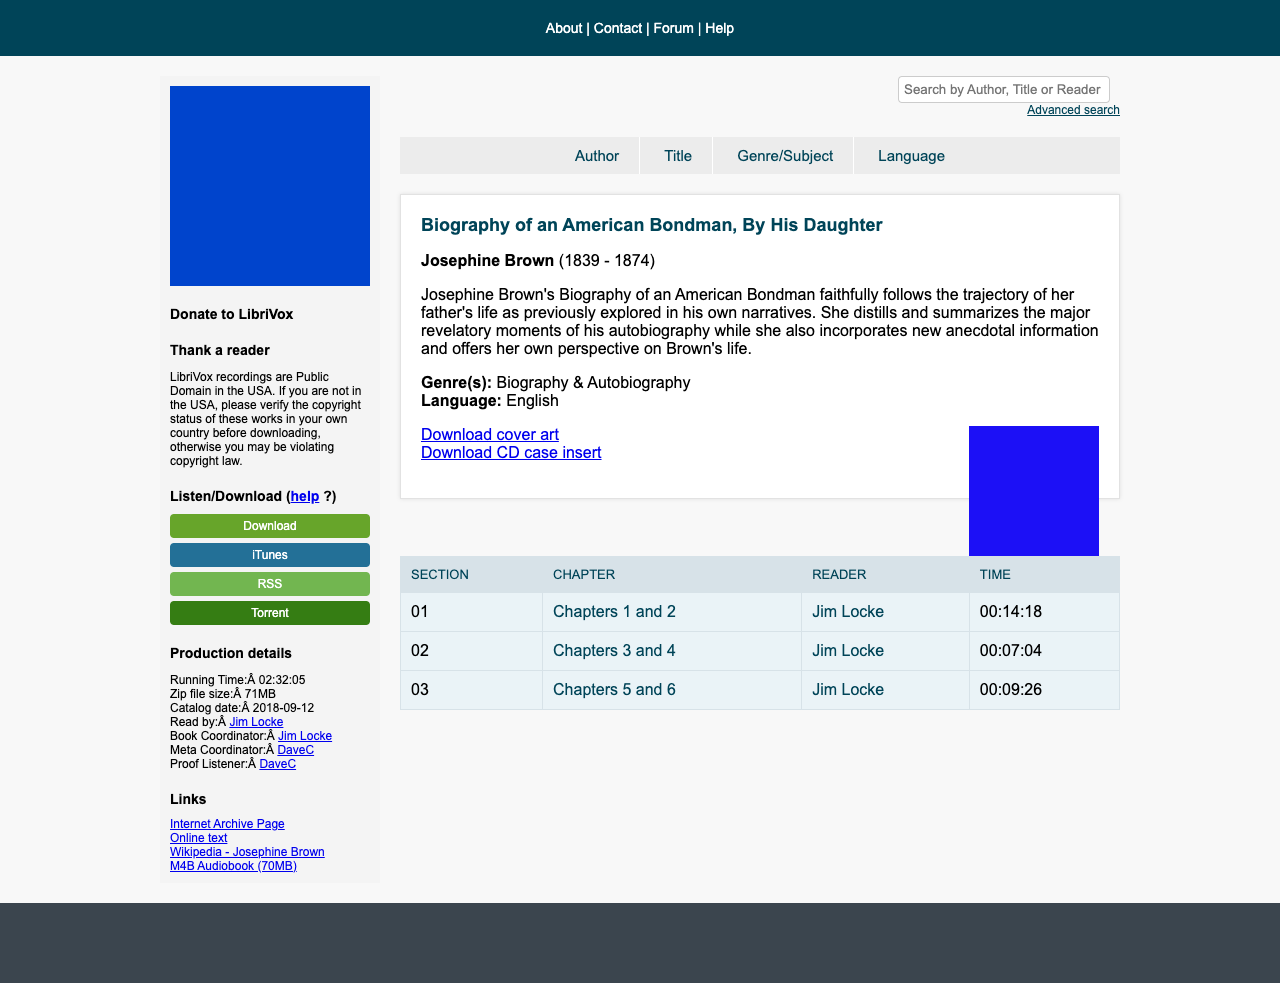 About | Contact | Forum | Help
Donate to LibriVox
Thank a reader
LibriVox recordings are Public
Domain in the USA. If you are not in
the USA, please verify the copyright
status of these works in your own
country before downloading,
otherwise you may be violating
copyright law.
Listen/Download (help ?)
Download
iTunes
RSS
Torrent
Production details
Running Time:Â 02:32:05
Zip file size:Â 71MB
Catalog date:Â 2018-09-12
Read by:Â Jim Locke
Book Coordinator:Â Jim Locke
Meta Coordinator:Â DaveC
Proof Listener:Â DaveC
Links
Internet Archive Page
Online text
Wikipedia - Josephine Brown
M4B Audiobook (70MB)
Search by Author, Title or Reader
Advanced search
Author Title Genre/Subject Language
Biography of an American Bondman, By His Daughter
Josephine Brown (1839 - 1874)
Josephine Brown's Biography of an American Bondman faithfully follows the trajectory of her
father's life as previously explored in his own narratives. She distills and summarizes the major
revelatory moments of his autobiography while she also incorporates new anecdotal information
and offers her own perspective on Brown's life.
Genre(s): Biography & Autobiography
Language: English
Download cover art
Download CD case insert
SECTION CHAPTER READER TIME
01 Chapters 1 and 2 Jim Locke 00:14:18
02 Chapters 3 and 4 Jim Locke 00:07:04
03 Chapters 5 and 6 Jim Locke 00:09:26